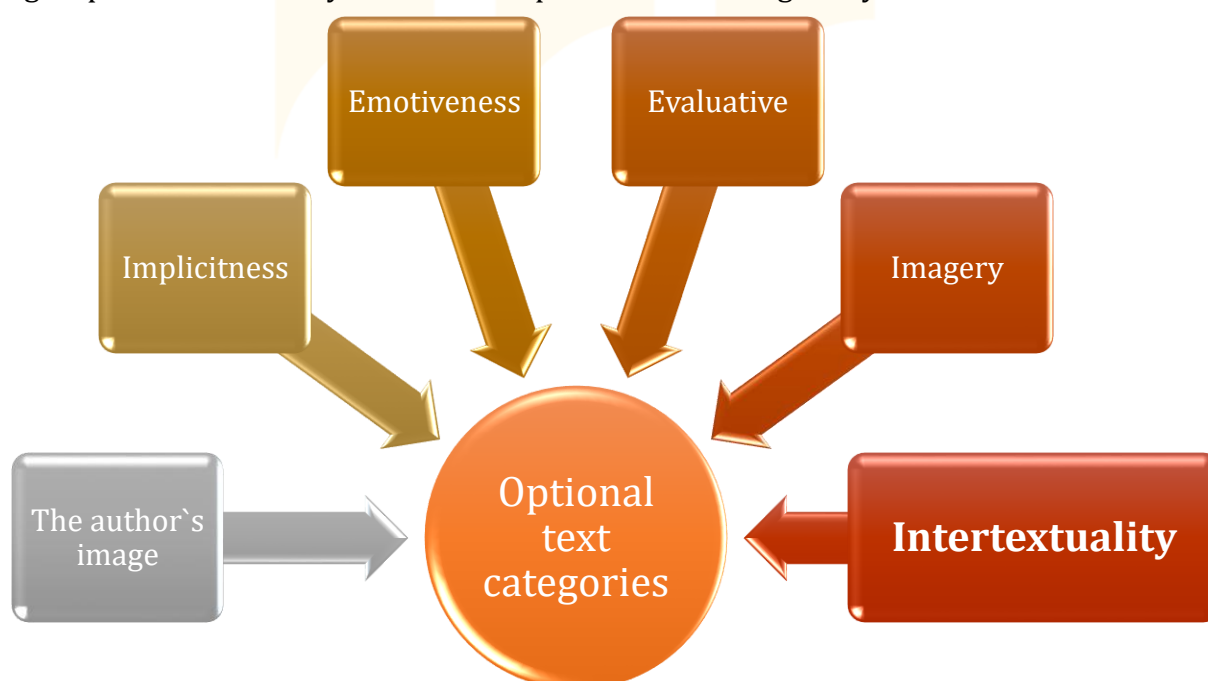 Emotiveness
Evaluative
Implicitness
Imagery
The author`s
image
Optional
text
categories
Intertextuality